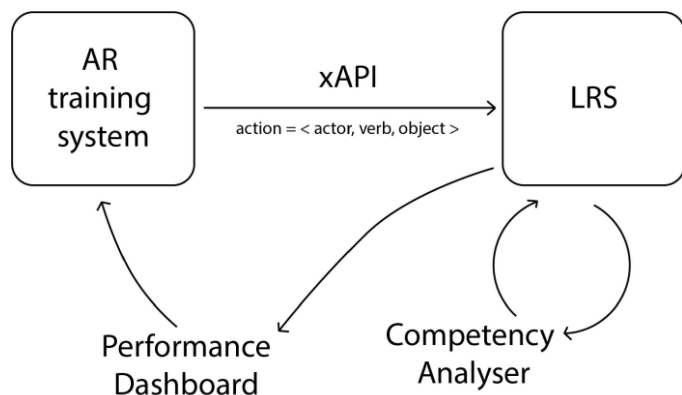 AR
training
system
xAPI
action = < actor, verb, object >
LRS
Performance
Dashboard
Competency
Analyser